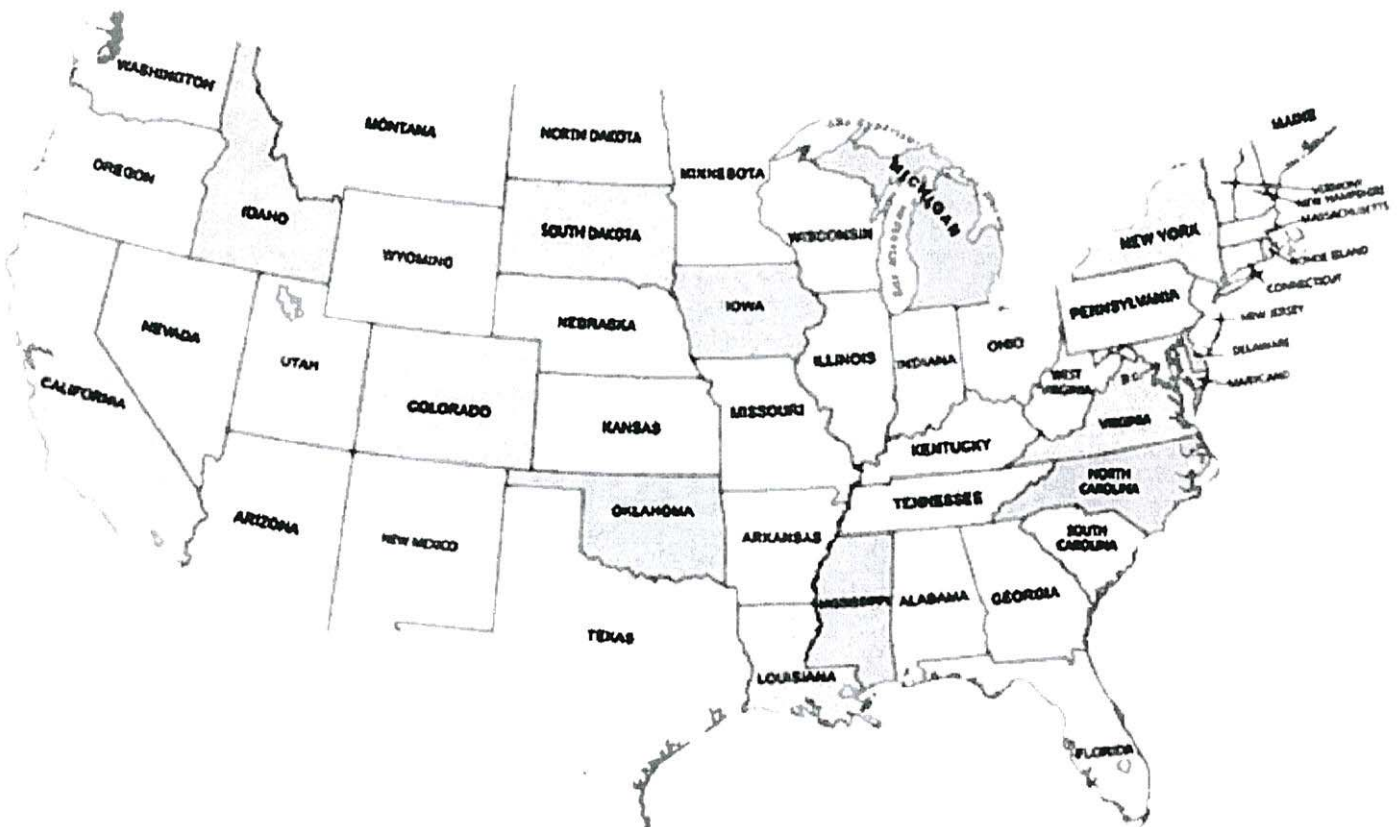 WASHINGTON
MONTANA
NORTH DAKOTA
MINNESOTA
MAINE
OREGON
IDAHO
MICHIGAN
VERMONT
NEW HAMPSHIRE
MASSACHUSETTS
SOUTH DAKOTA
WISCONSIN
NEW YORK
WYOMING
RHODE ISLAND
CONNECTICUT
IOWA
PENNSYLVANIA
NEW JERSEY
NEBRASKA
NEVADA
UTAH
ILLINOIS
INDIANA
OHIO
DELAWARE
WEST
VIRGINIA
MARYLAND
CALIFORNIA
COLORADO
KANSAS
MISSOURI
VIRGINIA
KENTUCKY
NORTH
CAROLINA
TENNESSEE
ARIZONA
NEW MEXICO
OKLAHOMA
ARKANSAS
SOUTH
CAROLINA
MISSISSIPPI
ALABAMA
GEORGIA
TEXAS
LOUISIANA
FLORIDA